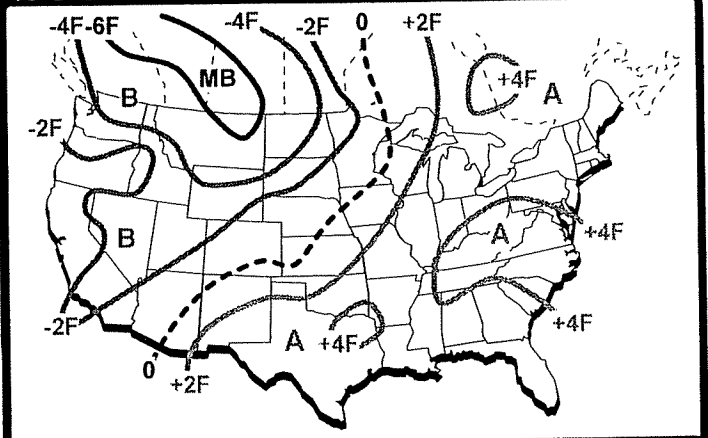 -4F -6F -4F -2F 0 +2F
MB +4F
B A
-2F
B A +4F
-2F A +4F +4F
0 +2F